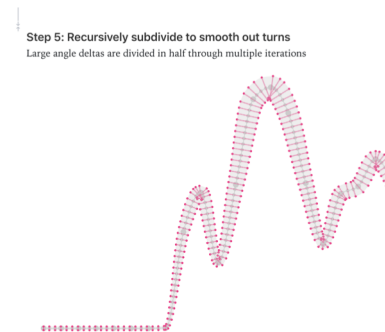 Step 5: Recursively subdivide to smooth out turns
Large angle deltas are divided in half through multiple iterations